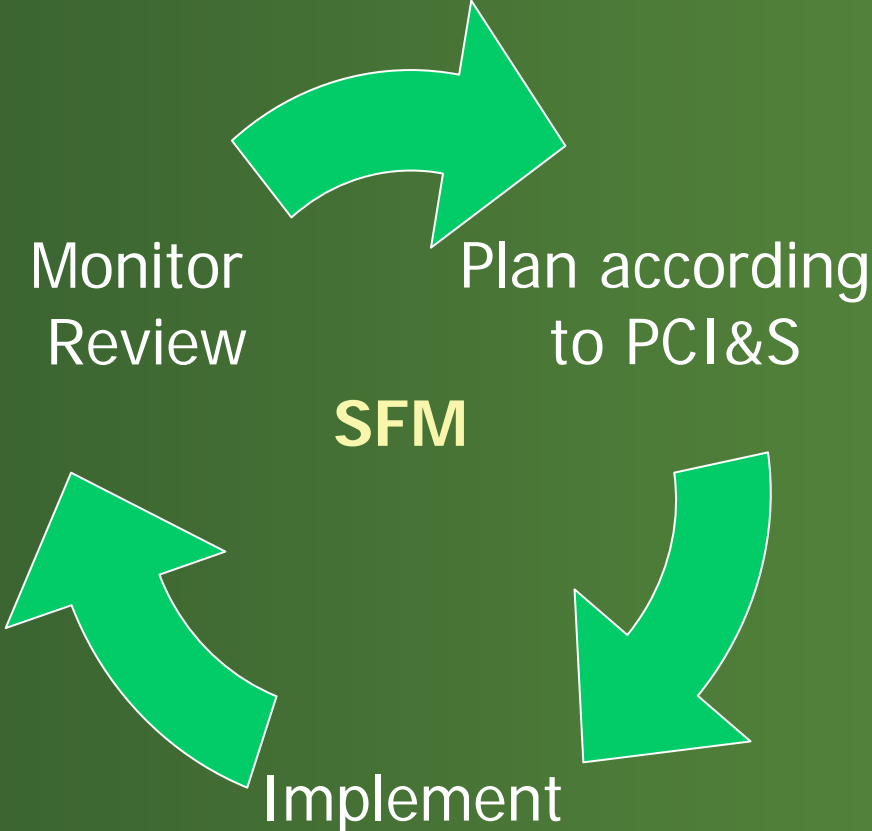 Monitor
Review
Plan according
to PCI&S
SFM
Implement